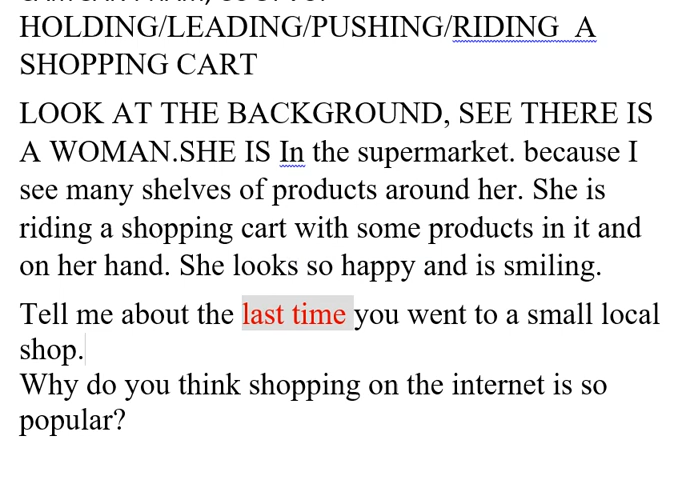 HOLDING/LEADING/PUSHING/RIDING A
SHOPPING CART
LOOK AT THE BACKGROUND, SEE THERE IS
A WOMAN.SHE IS In the supermarket. because I
see many shelves of products around her. She is
riding a shopping cart with some products in it and
on her hand. She looks so happy and is smiling.
Tell me about the last time you went to a small local
shop.
Why do you think shopping on the internet is so
popular?